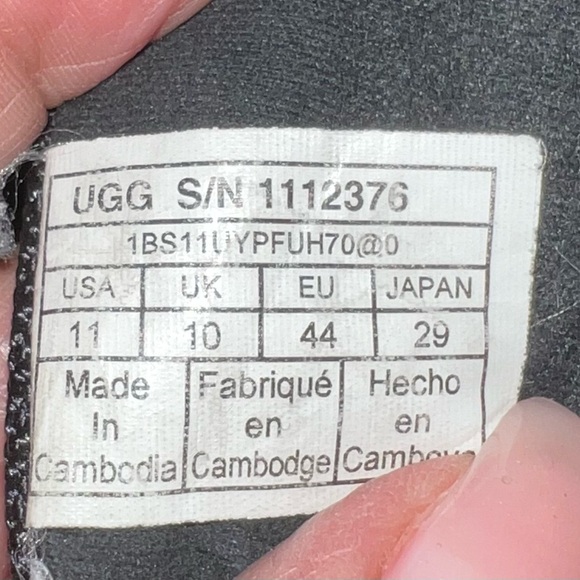 UGG S/N 1112376
1BS11UYPFUH70@0
USA UK EU JAPAN
11 10 44 29
Made Fabriqué Hecho
In en en
Cambodia Cambodge